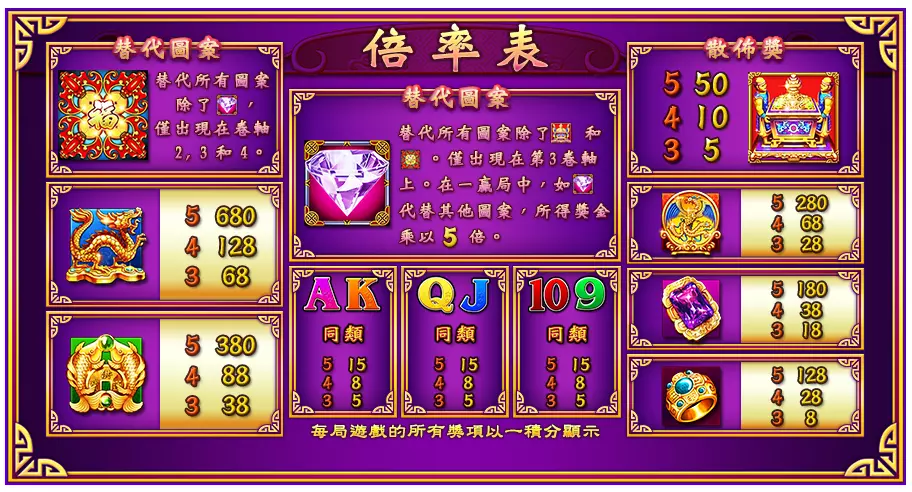 倍率表
替代圖案
替代所有圖案
除了，
僅出現在卷軸
2,3和4。
福
5 680
4 128
3 68
5 380
4 88
3 38
替代圖案
替代所有圖案除了 和
。僅出現在第3卷軸
上。在一贏局中，如
代替其他圖案，所得獎金
乘以 5 倍。
AK
同類
5 15
4 8
3 5
QJ
同類
5 15
4 8
3 5
10 9
同類
5 15
4 8
3 5
散佈獎
5 50
4 10
3 5
5 280
4 68
3 28
5 180
4 38
3 18
5 128
4 28
3 8
每局遊戲的所有獎項以一積分顯示